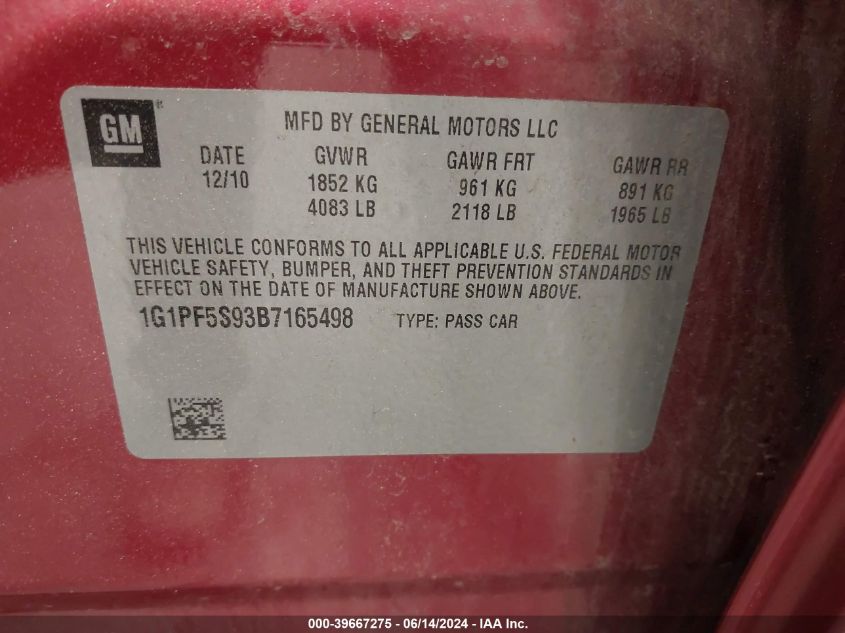 GM®
MFD BY GENERAL MOTORS LLC
DATE GVWR GAWR FRT GAWR RR
12/10 1852 KG 961 KG 891 KG
4083 LB 2118 LB 1965 LB
THIS VEHICLE CONFORMS TO ALL APPLICABLE U.S. FEDERAL MOTOR
VEHICLE SAFETY, BUMPER, AND THEFT PREVENTION STANDARDS IN
EFFECT ON THE DATE OF MANUFACTURE SHOWN ABOVE.
1G1PF5S93B7165498 TYPE: PASS CAR
000-39667275 - 06/14/2024 - IAA Inc.